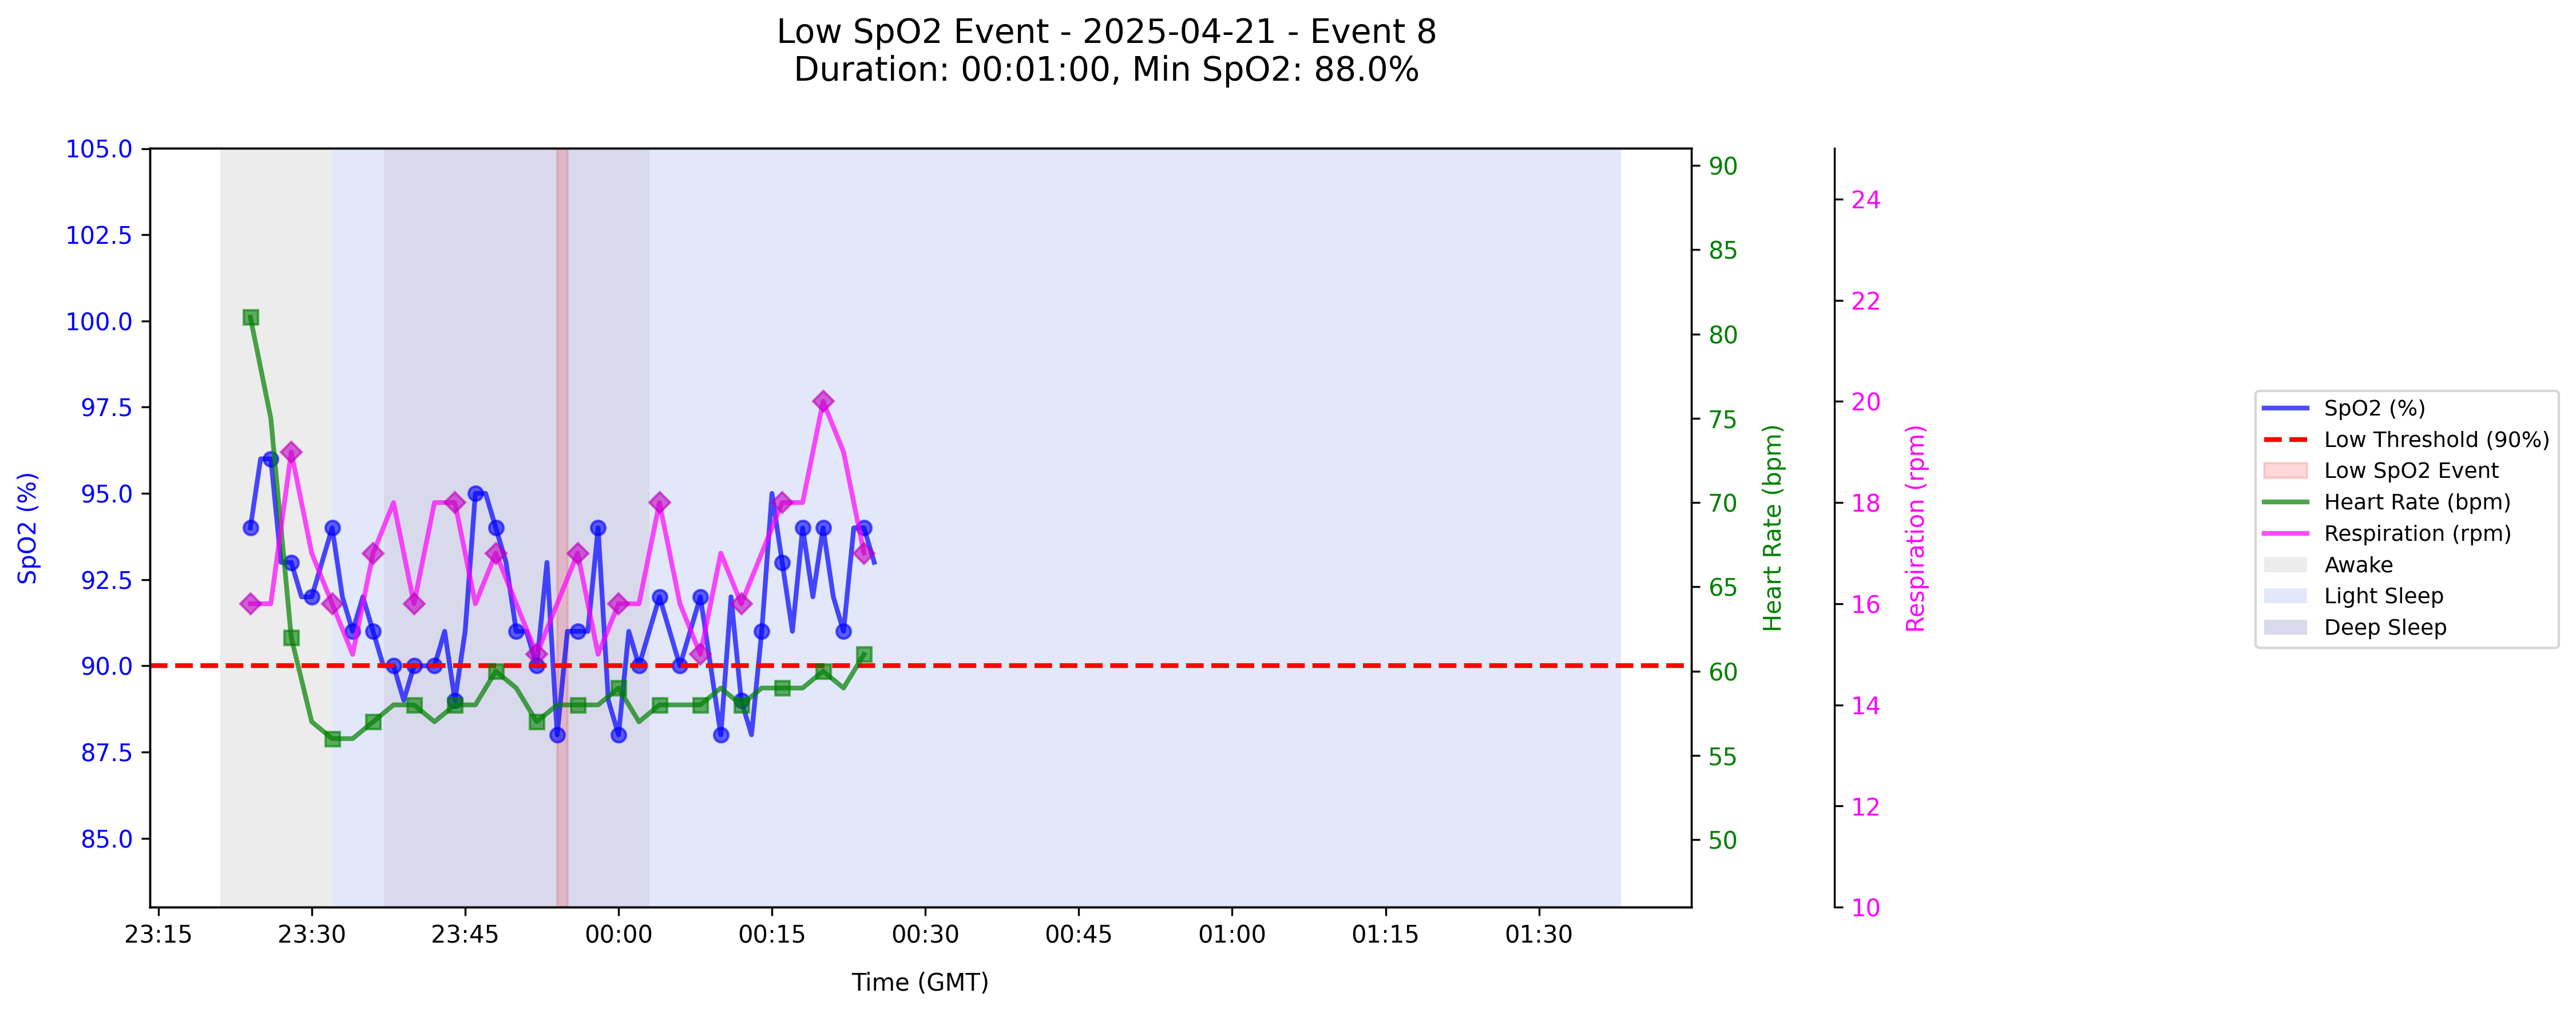 Low SpO2 Event - 2025-04-21 - Event 8
Duration: 00:01:00, Min SpO2: 88.0%
105.0
102.5
100.0
97.5
95.0
92.5
90.0
87.5
85.0
SpO2 (%)
23:15
23:30
23:45
00:00
00:15
00:30
00:45
01:00
01:15
01:30
Time (GMT)
90
85
80
75
70
65
60
55
50
Heart Rate (bpm)
24
22
20
18
16
14
12
10
Respiration (rpm)
SpO2 (%)
Low Threshold (90%)
Low SpO2 Event
Heart Rate (bpm)
Respiration (rpm)
Awake
Light Sleep
Deep Sleep